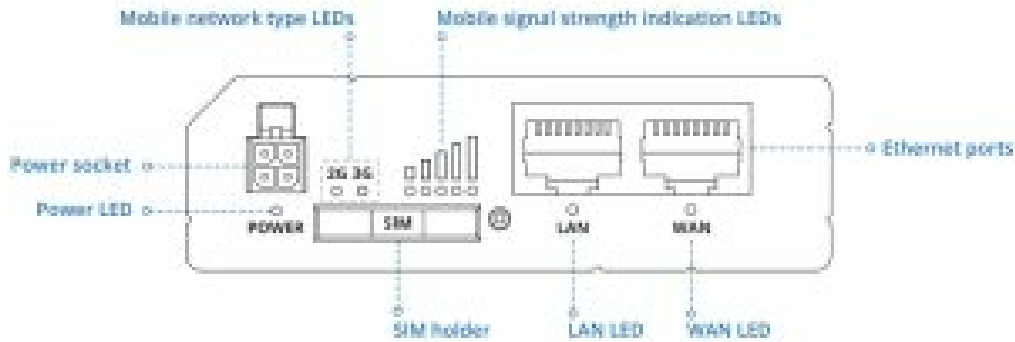 Mobile network type LEDs
Mobile signal strength indication LEDs
Power socket
2G 3G
Ethernet ports
Power LED
POWER
SIM
LAN
WAN
SIM holder
LAN LED
WAN LED